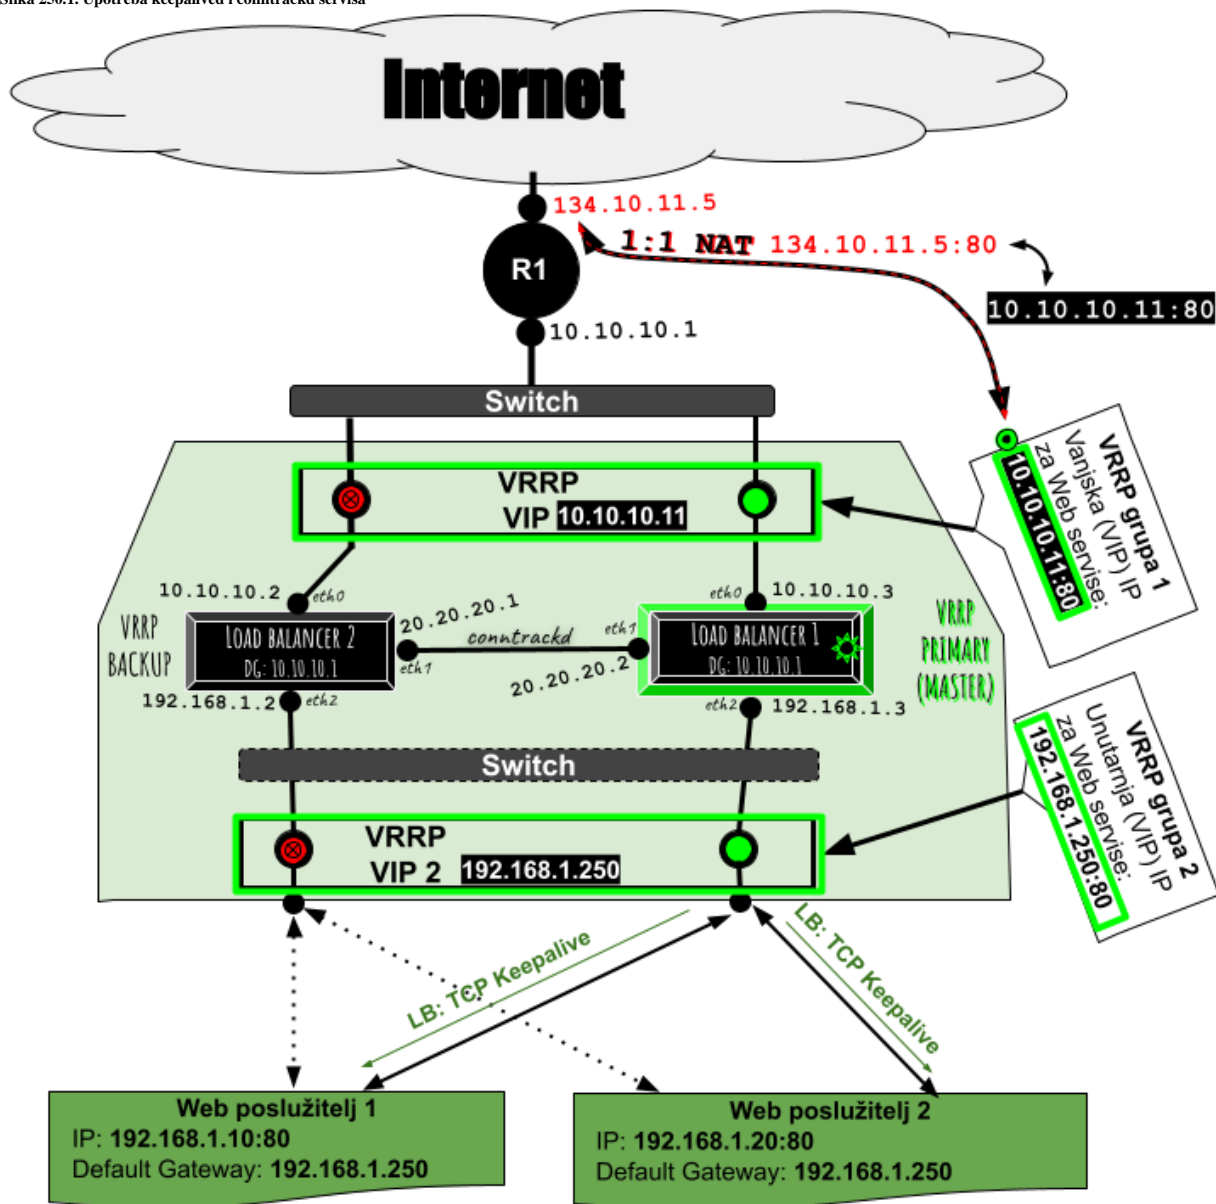 Slika 250.1. Upotreba keepalived i conntrackd servisa
Internet
134.10.11.5
1:1 NAT 134.10.11.5:80
R1
10.10.10.11:80
10.10.10.1
Switch
VRRP grupa 1
Vanjska (VIP) IP
za Web servise:
10.10.10.11:80
VRRP
VIP 10.10.10.11
10.10.10.2 eth0
eth0 10.10.10.3
VRRP
BACKUP
LOAD BALANCER 2
DG: 10.10.10.1
20.20.20.1
eth1
conntrackd
eth1
20.20.20.2
LOAD BALANCER 1
DG: 10.10.10.1
VRRP
PRIMARY
(MASTER)
192.168.1.2 eth2
eth2 192.168.1.3
Switch
VRRP grupa 2
Unutarnja (VIP) IP
za Web servise:
192.168.1.250:80
VRRP
VIP 2 192.168.1.250
LB: TCP Keepalive
LB: TCP Keepalive
Web poslužitelj 1
IP: 192.168.1.10:80
Default Gateway: 192.168.1.250
Web poslužitelj 2
IP: 192.168.1.20:80
Default Gateway: 192.168.1.250